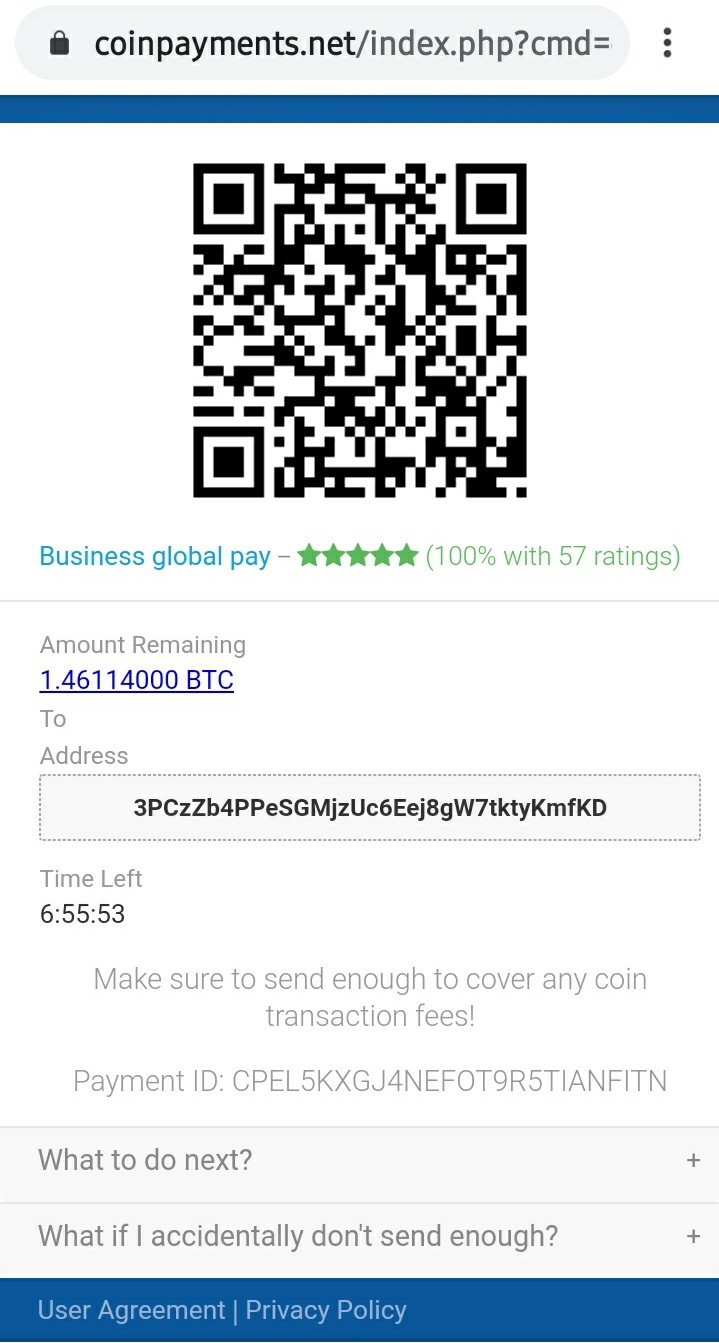 coinpayments.net/index.php?cmd=
Business global pay – ★★★★★ (100% with 57 ratings)
Amount Remaining
1.46114000 BTC
To
Address
3PCzZb4PPeSGMjzUc6Eej8gW7tktyKmfKD
Time Left
6:55:53
Make sure to send enough to cover any coin
transaction fees!
Payment ID: CPEL5KXGJ4NEFOT9R5TIANFITN
What to do next? +
What if I accidentally don't send enough? +
User Agreement | Privacy Policy